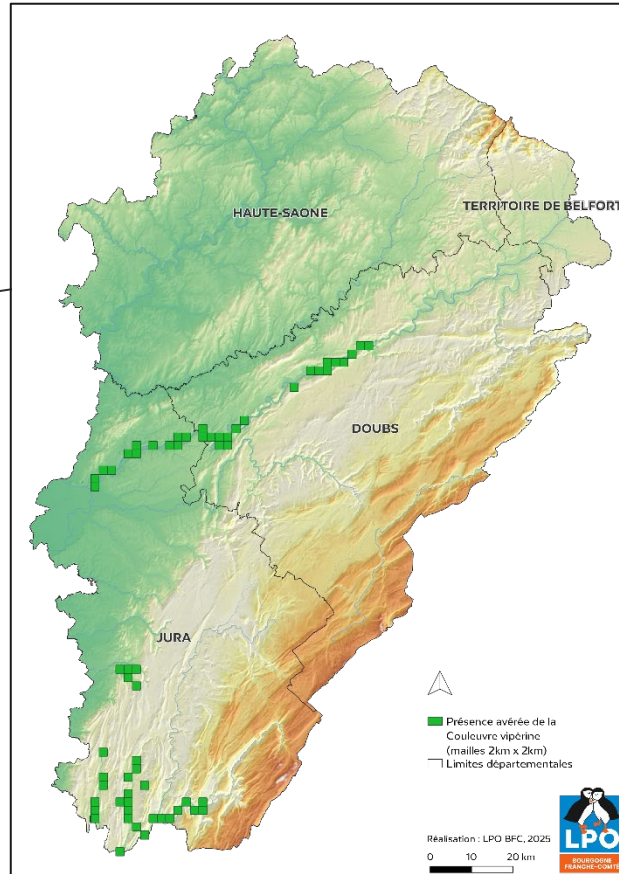 HAUTE-SAONE
TERRITOIRE DE BELFORT
DOUBS
JURA
Présence avérée de la
Couleuvre vipérine
(mailles 2km x 2km)
Limites départementales
Réalisation : LPO BFC, 2025
0 10 20 km
LPO
BOURGOGNE
FRANCHE-COMTÉ